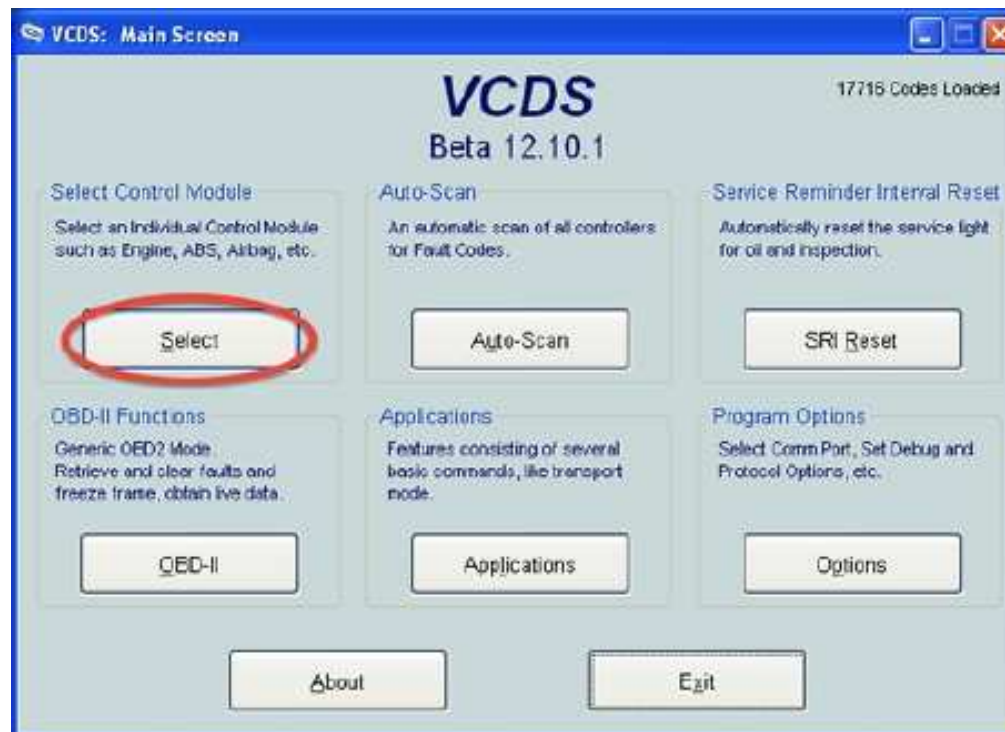 VCDS: Main Screen
VCDS
Beta 12.10.1
17716 Codes Loaded
Select Control Module
Select an Individual Control Module
such as Engine, ABS, Airbag, etc.
Select
Auto-Scan
An automatic scan of all controllers
for Fault Codes.
Auto-Scan
Service Reminder Interval Reset
Automatically reset the service light
for oil and inspection.
SRI Reset
OBD-II Functions
Generic OBD2 Mode.
Retrieve and clear faults and
freeze frame, obtain live data.
OBD-II
Applications
Features consisting of several
basic commands, like transport
mode.
Applications
Program Options
Select Comm Port, Set Debug and
Protocol Options, etc.
Options
About
Exit